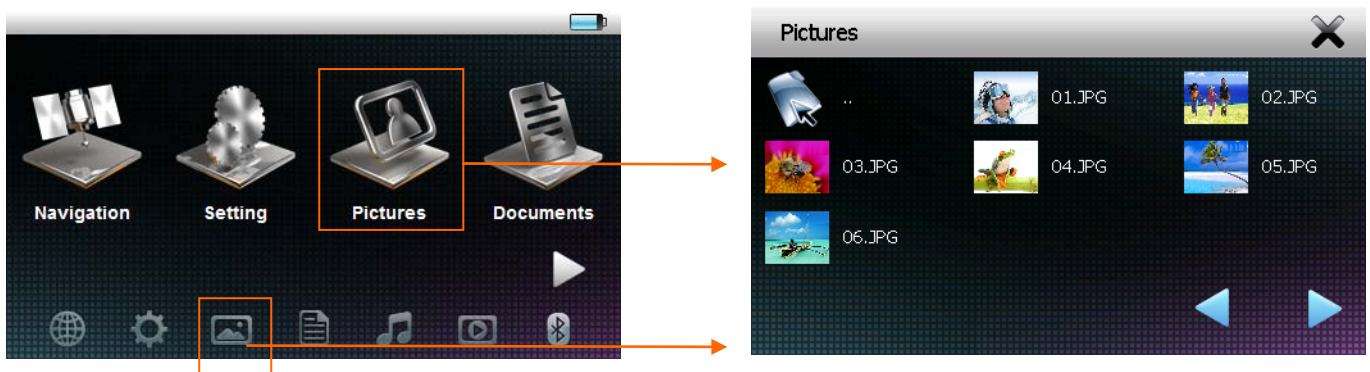 Navigation Setting Pictures Documents
Pictures
.. 01.JPG 02.JPG
03.JPG 04.JPG 05.JPG
06.JPG